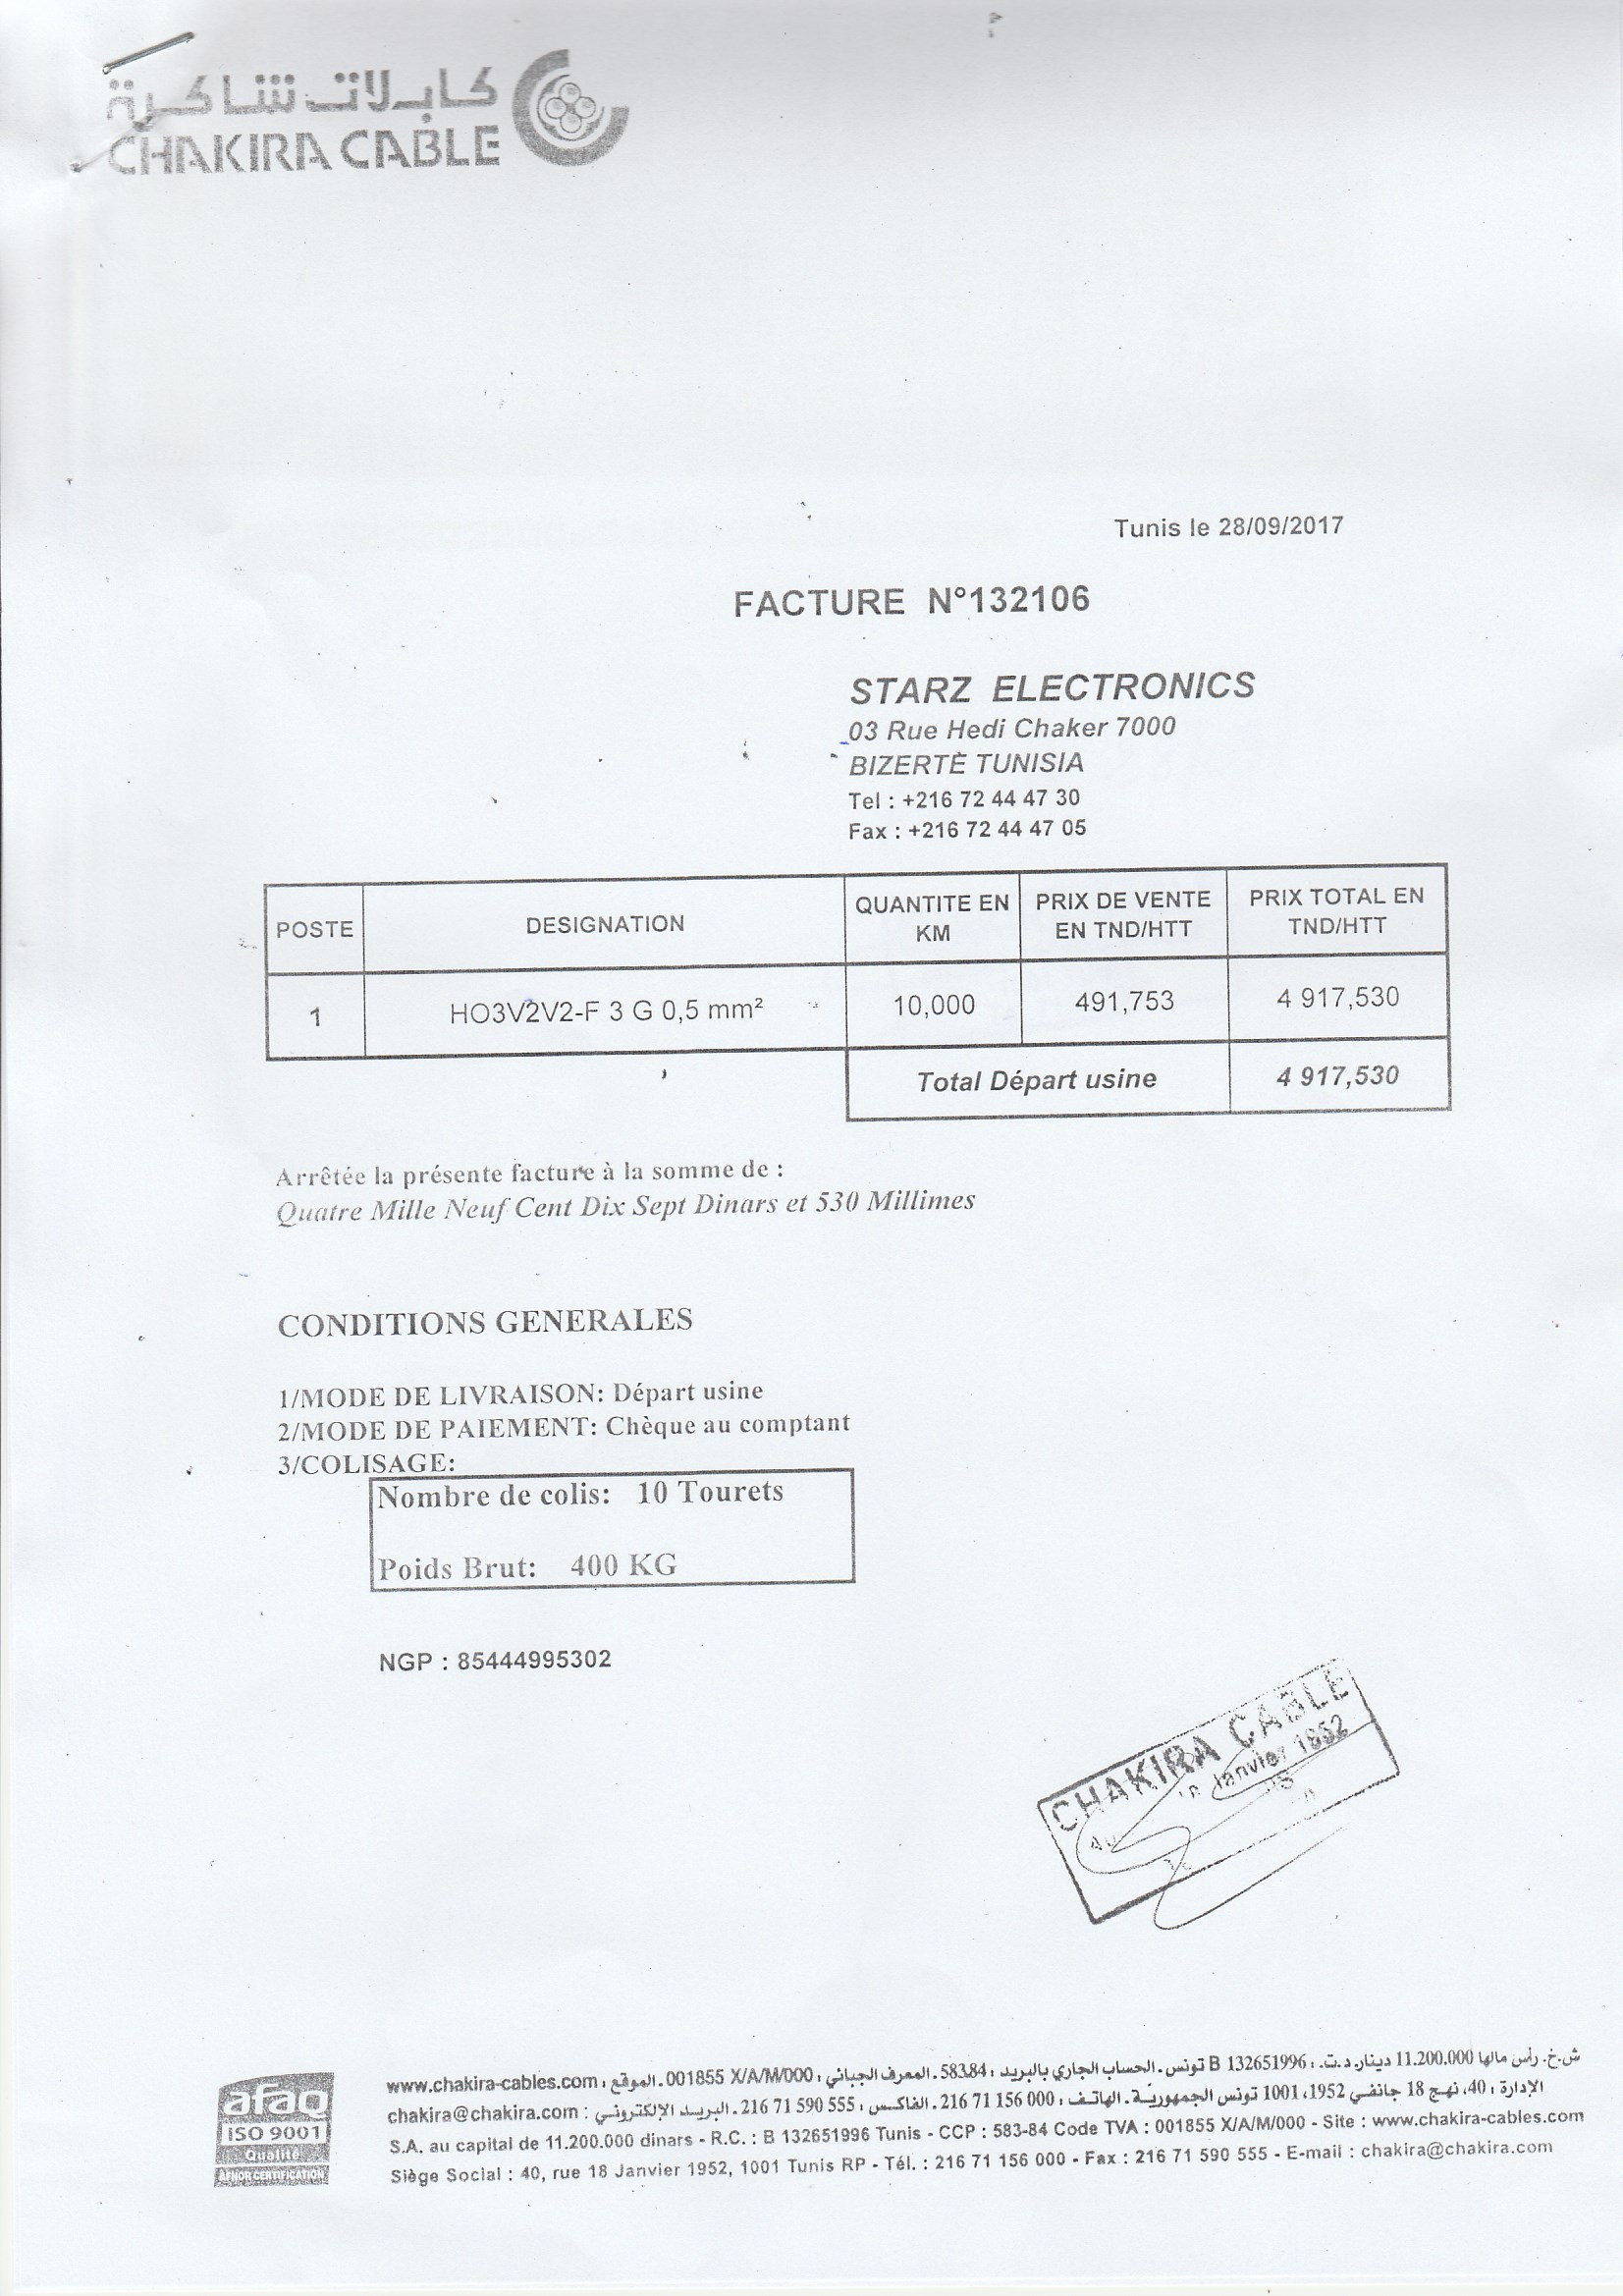 كابلات شاكرة
CHAKIRA CABLE
Tunis le 28/09/2017
FACTURE N°132106
STARZ ELECTRONICS
03 Rue Hedi Chaker 7000
BIZERTE TUNISIA
Tel : +216 72 44 47 30
Fax : +216 72 44 47 05
POSTE DESIGNATION QUANTITE EN KM PRIX DE VENTE EN TND/HTT PRIX TOTAL EN TND/HTT
1 HO3V2V2-F 3 G 0,5 mm² 10,000 491,753 4 917,530
Total Départ usine 4 917,530
Arrêtée la présente facture à la somme de :
Quatre Mille Neuf Cent Dix Sept Dinars et 530 Millimes
CONDITIONS GENERALES
1/MODE DE LIVRAISON: Départ usine
2/MODE DE PAIEMENT: Chèque au comptant
3/COLISAGE:
Nombre de colis: 10 Tourets
Poids Brut: 400 KG
NGP : 85444995302
CHAKIRA CABLE
Janvier 1952
afaq
ISO 9001
Qualité
AFNOR CERTIFICATION
ش.خ. رأس مالها 11.200.000 دينار.د.ت. : B 132651996 تونس - الحساب الجاري بالبريد : 583.84 - المعرف الجبائي : 001855 X/A/M/000 - الموقع : www.chakira-cables.com
الإدارة : 40، نهج 18 جانفي 1952، 1001 تونس الجمهورية - الهاتف : 216 71 156 000 - الفاكس : 216 71 590 555 - البريد الإلكتروني : chakira@chakira.com
S.A. au capital de 11.200.000 dinars - R.C. : B 132651996 Tunis - CCP : 583-84 Code TVA : 001855 X/A/M/000 - Site : www.chakira-cables.com
Siège Social : 40, rue 18 Janvier 1952, 1001 Tunis RP - Tél. : 216 71 156 000 - Fax : 216 71 590 555 - E-mail : chakira@chakira.com